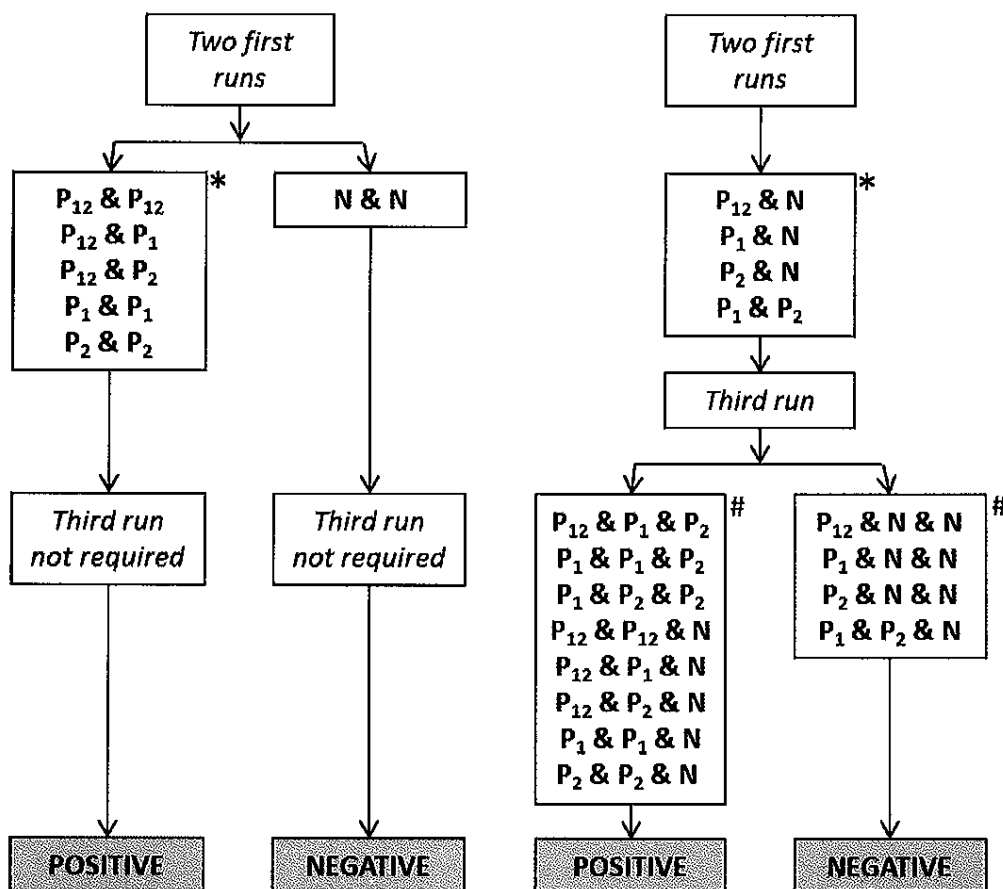 Two first
runs
P₁₂ & P₁₂
P₁₂ & P₁
P₁₂ & P₂
P₁ & P₁
P₂ & P₂
*
N & N
Third run
not required
Third run
not required
POSITIVE
NEGATIVE
Two first
runs
P₁₂ & N
P₁ & N
P₂ & N
P₁ & P₂
*
Third run
P₁₂ & P₁ & P₂
P₁ & P₁ & P₂
P₁ & P₂ & P₂
P₁₂ & P₁₂ & N
P₁₂ & P₁ & N
P₁₂ & P₂ & N
P₁ & P₁ & N
P₂ & P₂ & N
#
P₁₂ & N & N
P₁ & N & N
P₂ & N & N
P₁ & P₂ & N
#
POSITIVE
NEGATIVE